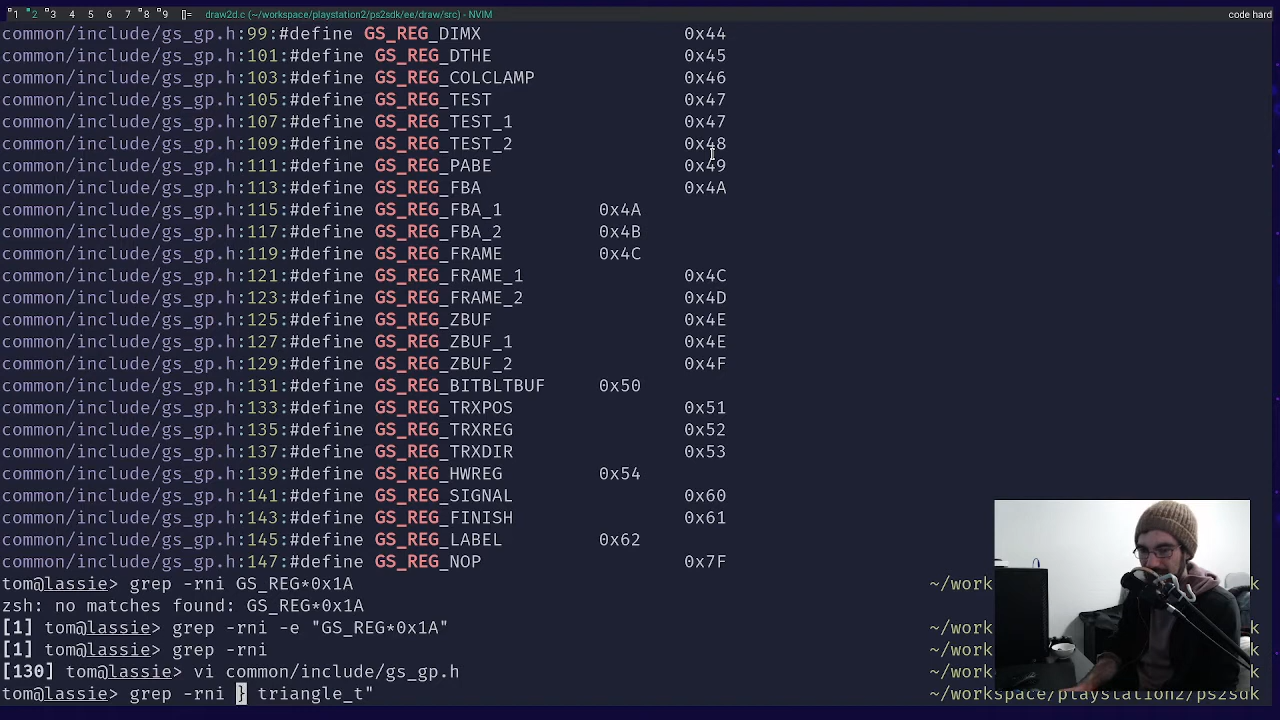 1 2 3 4 5 6 7 8 9 []= draw2d.c (~/workspace/playstation2/ps2sdk/ee/draw/src) - NVIM code hard
common/include/gs_gp.h:99:#define GS_REG_DIMX 0x44
common/include/gs_gp.h:101:#define GS_REG_DTHE 0x45
common/include/gs_gp.h:103:#define GS_REG_COLCLAMP 0x46
common/include/gs_gp.h:105:#define GS_REG_TEST 0x47
common/include/gs_gp.h:107:#define GS_REG_TEST_1 0x47
common/include/gs_gp.h:109:#define GS_REG_TEST_2 0x48
common/include/gs_gp.h:111:#define GS_REG_PABE 0x49
common/include/gs_gp.h:113:#define GS_REG_FBA 0x4A
common/include/gs_gp.h:115:#define GS_REG_FBA_1 0x4A
common/include/gs_gp.h:117:#define GS_REG_FBA_2 0x4B
common/include/gs_gp.h:119:#define GS_REG_FRAME 0x4C
common/include/gs_gp.h:121:#define GS_REG_FRAME_1 0x4C
common/include/gs_gp.h:123:#define GS_REG_FRAME_2 0x4D
common/include/gs_gp.h:125:#define GS_REG_ZBUF 0x4E
common/include/gs_gp.h:127:#define GS_REG_ZBUF_1 0x4E
common/include/gs_gp.h:129:#define GS_REG_ZBUF_2 0x4F
common/include/gs_gp.h:131:#define GS_REG_BITBLTBUF 0x50
common/include/gs_gp.h:133:#define GS_REG_TRXPOS 0x51
common/include/gs_gp.h:135:#define GS_REG_TRXREG 0x52
common/include/gs_gp.h:137:#define GS_REG_TRXDIR 0x53
common/include/gs_gp.h:139:#define GS_REG_HWREG 0x54
common/include/gs_gp.h:141:#define GS_REG_SIGNAL 0x60
common/include/gs_gp.h:143:#define GS_REG_FINISH 0x61
common/include/gs_gp.h:145:#define GS_REG_LABEL 0x62
common/include/gs_gp.h:147:#define GS_REG_NOP 0x7F
tom@lassie> grep -rni GS_REG*0x1A ~/work k
zsh: no matches found: GS_REG*0x1A
[1] tom@lassie> grep -rni -e "GS_REG*0x1A" ~/work k
[1] tom@lassie> grep -rni ~/work k
[130] tom@lassie> vi common/include/gs_gp.h ~/work k
tom@lassie> grep -rni } triangle_t" ~/workspace/playstation2/ps2sdk